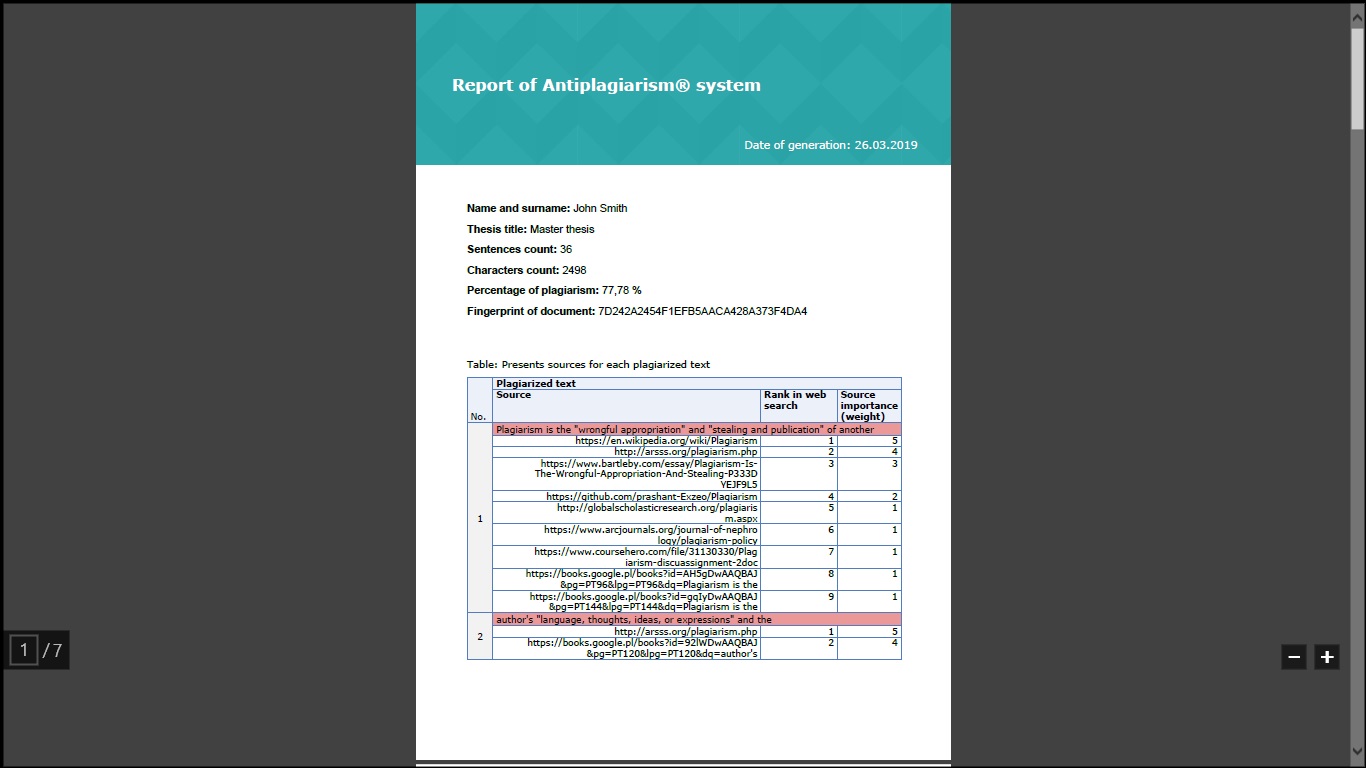 Report of Antiplagiarism® system
Date of generation: 26.03.2019
Name and surname: John Smith
Thesis title: Master thesis
Sentences count: 36
Characters count: 2498
Percentage of plagiarism: 77,78 %
Fingerprint of document: 7D242A2454F1EFB5AACA428A373F4DA4
Table: Presents sources for each plagiarized text
No.
Plagiarized text
Source
Rank in web
search
Source
importance
(weight)
1
Plagiarism is the "wrongful appropriation" and "stealing and publication" of another
https://en.wikipedia.org/wiki/Plagiarism 1 5
http://arsss.org/plagiarism.php 2 4
https://www.bartleby.com/essay/Plagiarism-Is- 3 3
The-Wrongful-Appropriation-And-Stealing-P333D
YEJF9L5
https://github.com/prashant-Exzeo/Plagiarism 4 2
http://globalscholasticresearch.org/plagiaris 5 1
m.aspx
https://www.arcjournals.org/journal-of-nephro 6 1
logy/plagiarism-policy
https://www.coursehero.com/file/31130330/Plag 7 1
iarism-discuassignment-2doc
https://books.google.pl/books?id=AH5gDwAAQBAJ 8 1
&pg=PT96&lpg=PT96&dq=Plagiarism is the
https://books.google.pl/books?id=gqIyDwAAQBAJ 9 1
&pg=PT144&lpg=PT144&dq=Plagiarism is the
2
author's "language, thoughts, ideas, or expressions" and the
http://arsss.org/plagiarism.php 1 5
https://books.google.pl/books?id=92lWDwAAQBAJ 2 4
&pg=PT120&lpg=PT120&dq=author's
1 /7